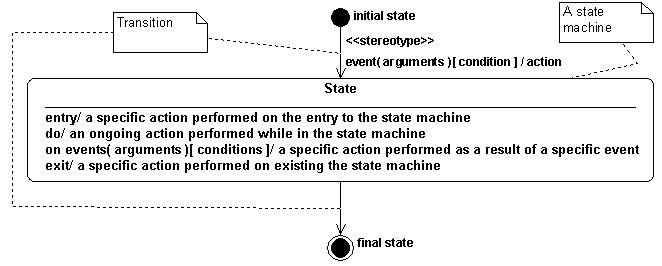 Transition
initial state
A state
machine
<<stereotype>>
event( arguments )[ condition ] / action
State
entry/ a specific action performed on the entry to the state machine
do/ an ongoing action performed while in the state machine
on events( arguments )[ conditions ]/ a specific action performed as a result of a specific event
exit/ a specific action performed on existing the state machine
final state